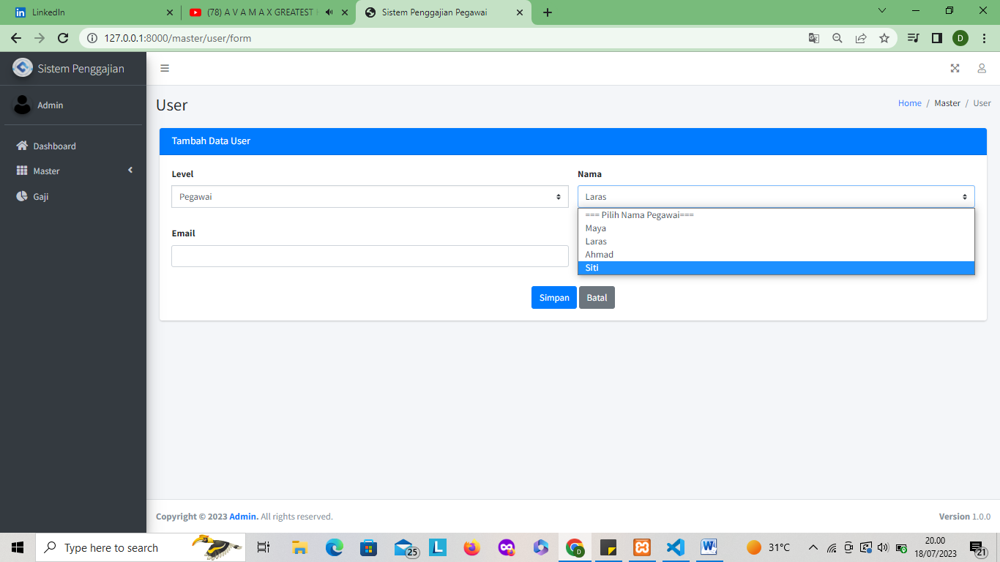 LinkedIn
(78) A V A M A X GREATEST
Sistem Penggajian Pegawai
127.0.0.1:8000/master/user/form
D
Sistem Penggajian
Admin
Dashboard
Master
Gaji
User
Home / Master / User
Tambah Data User
Level
Pegawai
Nama
Laras
=== Pilih Nama Pegawai===
Maya
Laras
Ahmad
Siti
Email
Simpan
Batal
Copyright © 2023 Admin. All rights reserved.
Version 1.0.0
Type here to search
25
L
D
W
31°C
20.00
18/07/2023
21